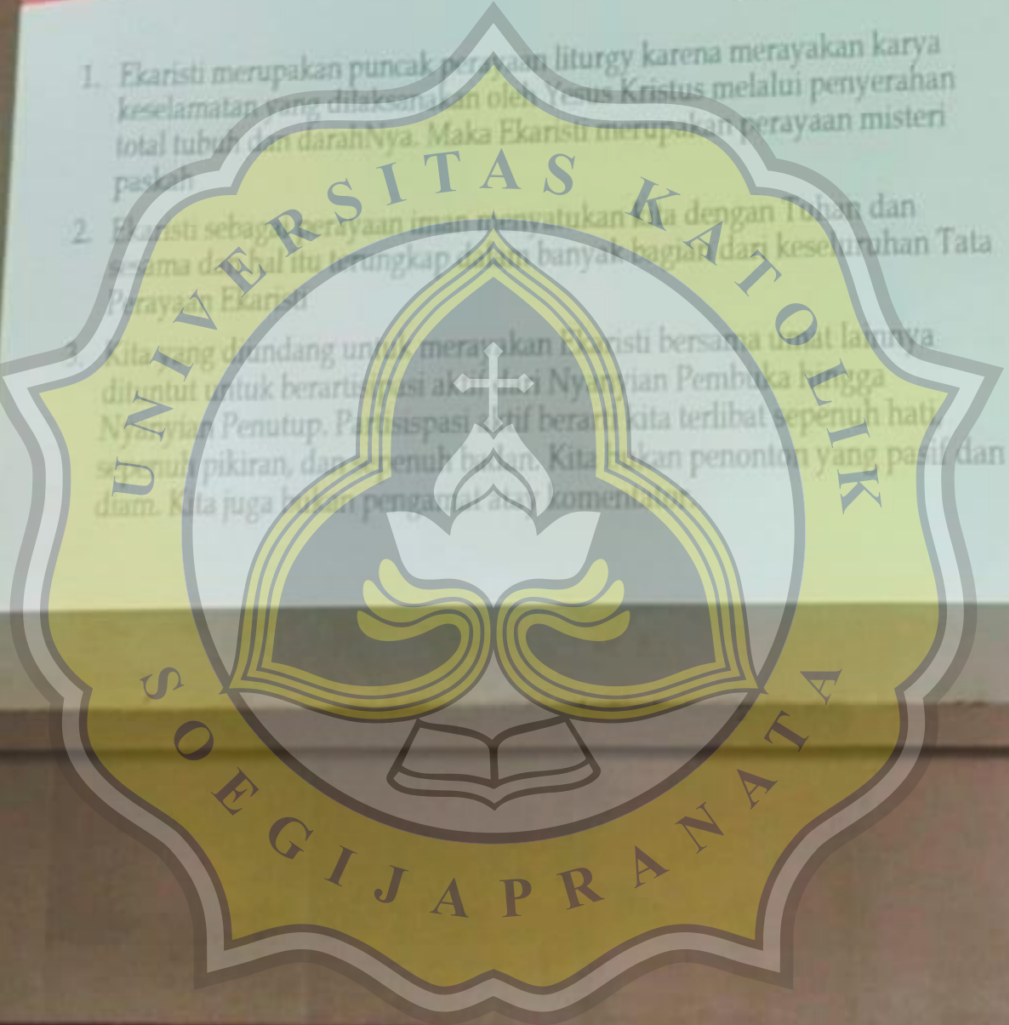 1. Ekaristi merupakan puncak perayaan liturgy karena merayakan karya
keselamatan yang dilaksanakan oleh Yesus Kristus melalui penyerahan
total tubuh dan darahNya. Maka Ekaristi merupakan perayaan misteri
paskah
2. Ekaristi sebagai perayaan iman menyatukan kita dengan Tuhan dan
sesama dan hal itu terungkap dalam banyak bagian dari keseluruhan Tata
Perayaan Ekaristi
3. Kita yang diundang untuk merayakan Ekaristi bersama umat lainnya
dituntut untuk berartisipasi aktif dari Nyanyian Pembuka hingga
Nyanyian Penutup. Partisispasi aktif berarti kita terlibat sepenuh hati,
sepenuh pikiran, dan sepenuh badan. Kita bukan penonton yang pasif dan
diam. Kita juga bukan pengamat atay komentator.
UNIVERSITAS KATOLIK
SOEGIJAPRANATA